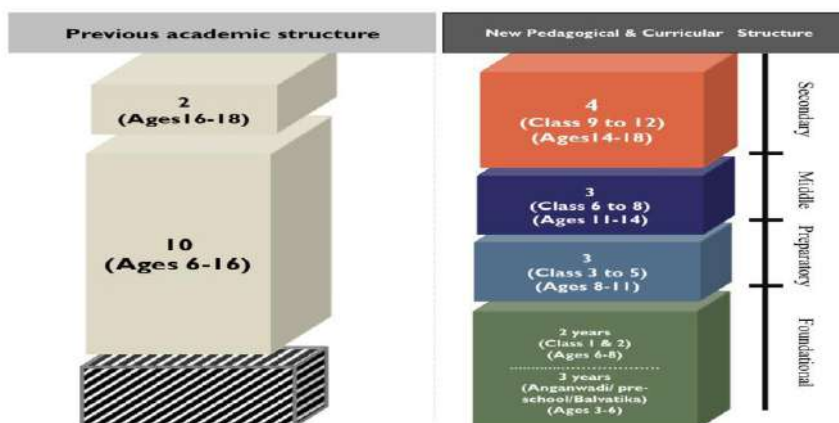 Previous academic structure
New Pedagogical & Curricular Structure
2
(Ages16-18)
10
(Ages 6-16)
4
(Class 9 to 12)
(Ages14-18)
3
(Class 6 to 8)
(Ages 11-14)
3
(Class 3 to 5)
(Ages 8-11)
2 years
(Class 1 & 2)
(Ages 6-8)
3 years
(Anganwadi/ pre-
school/Balvatika)
(Ages 3-6)
Secondary
Middle
Preparatory
Foundational